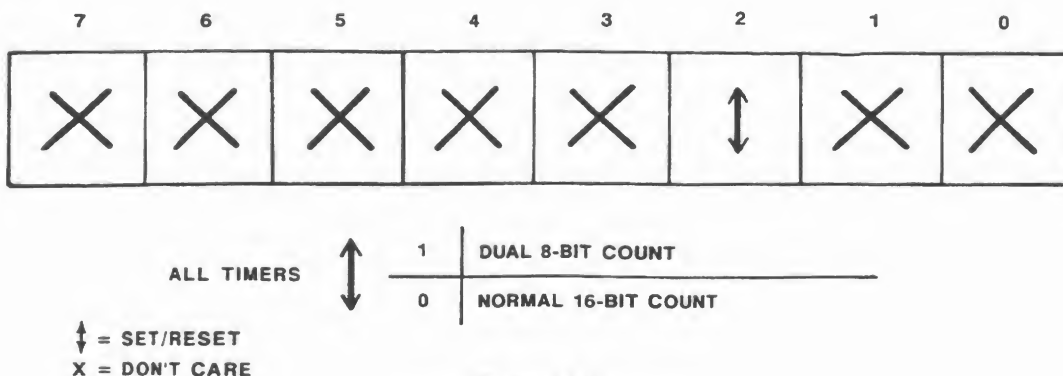 7 6 5 4 3 2 1 0
X X X X X ↕ X X
1 DUAL 8-BIT COUNT
ALL TIMERS ↕
0 NORMAL 16-BIT COUNT
↕ = SET/RESET
X = DON'T CARE